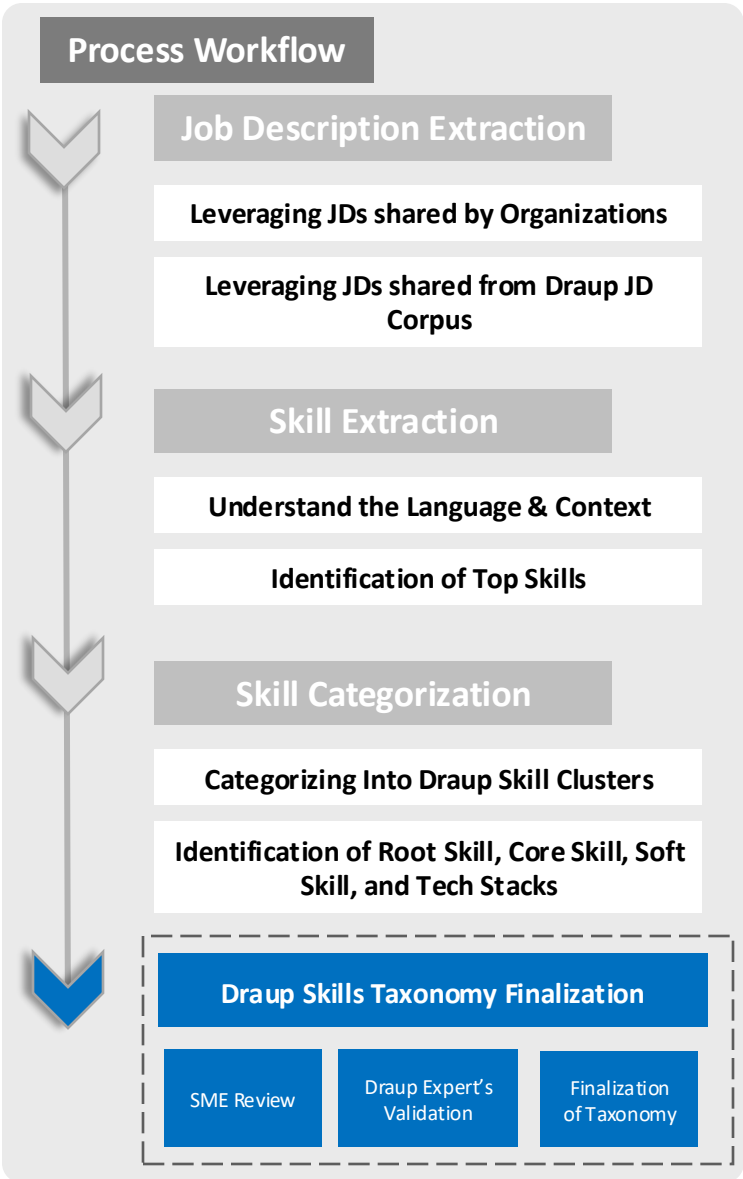 Process Workflow
Job Description Extraction
Leveraging JDs shared by Organizations
Leveraging JDs shared from Draup JD
Corpus
Skill Extraction
Understand the Language & Context
Identification of Top Skills
Skill Categorization
Categorizing Into Draup Skill Clusters
Identification of Root Skill, Core Skill, Soft
Skill, and Tech Stacks
Draup Skills Taxonomy Finalization
SME Review
Draup Expert's
Validation
Finalization
of Taxonomy